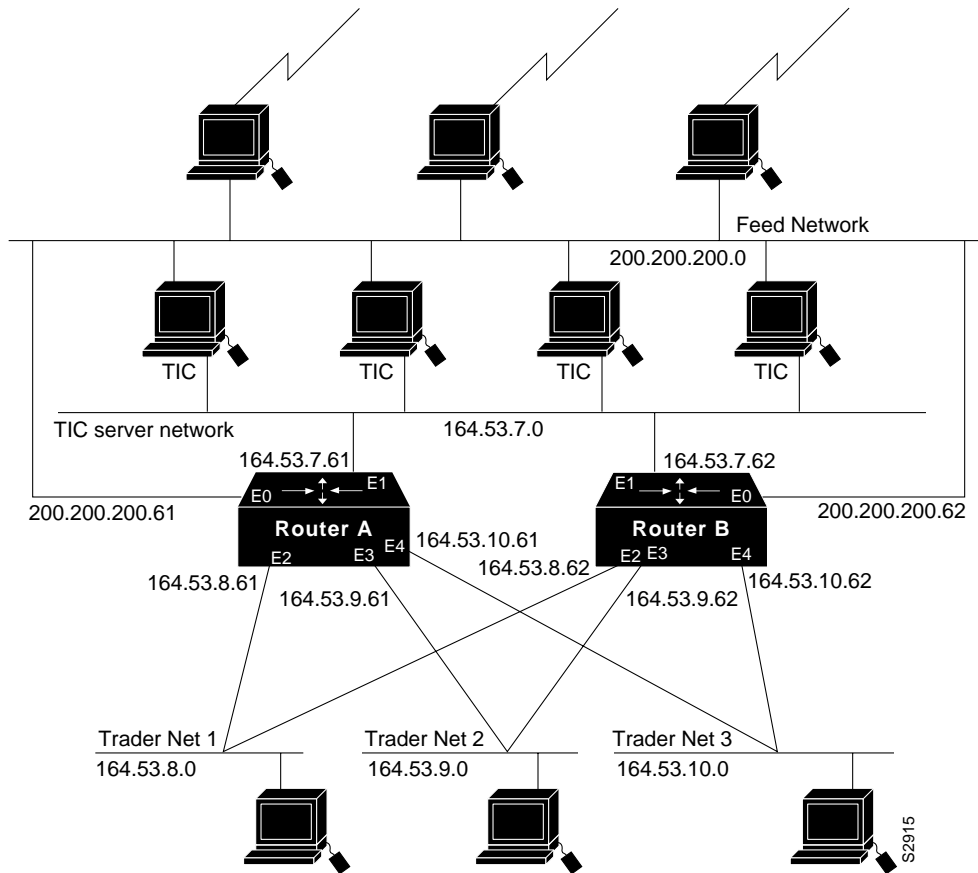 Feed Network
200.200.200.0
TIC
TIC
TIC
TIC
TIC server network
164.53.7.0
164.53.7.61
164.53.7.62
E0
E1
E1
E0
200.200.200.61
200.200.200.62
Router A
Router B
E2
E3
E4
E2
E3
E4
164.53.10.61
164.53.8.61
164.53.8.62
164.53.10.62
164.53.9.61
164.53.9.62
Trader Net 1
164.53.8.0
Trader Net 2
164.53.9.0
Trader Net 3
164.53.10.0
S2915